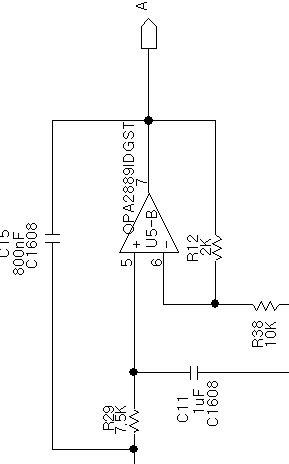 A
C15
800nF
C1608
OPA2889IDGST
U5-B
7
5
+
6
-
R12
2K
R38
10K
R29
7.5K
C11
1uF
C1608